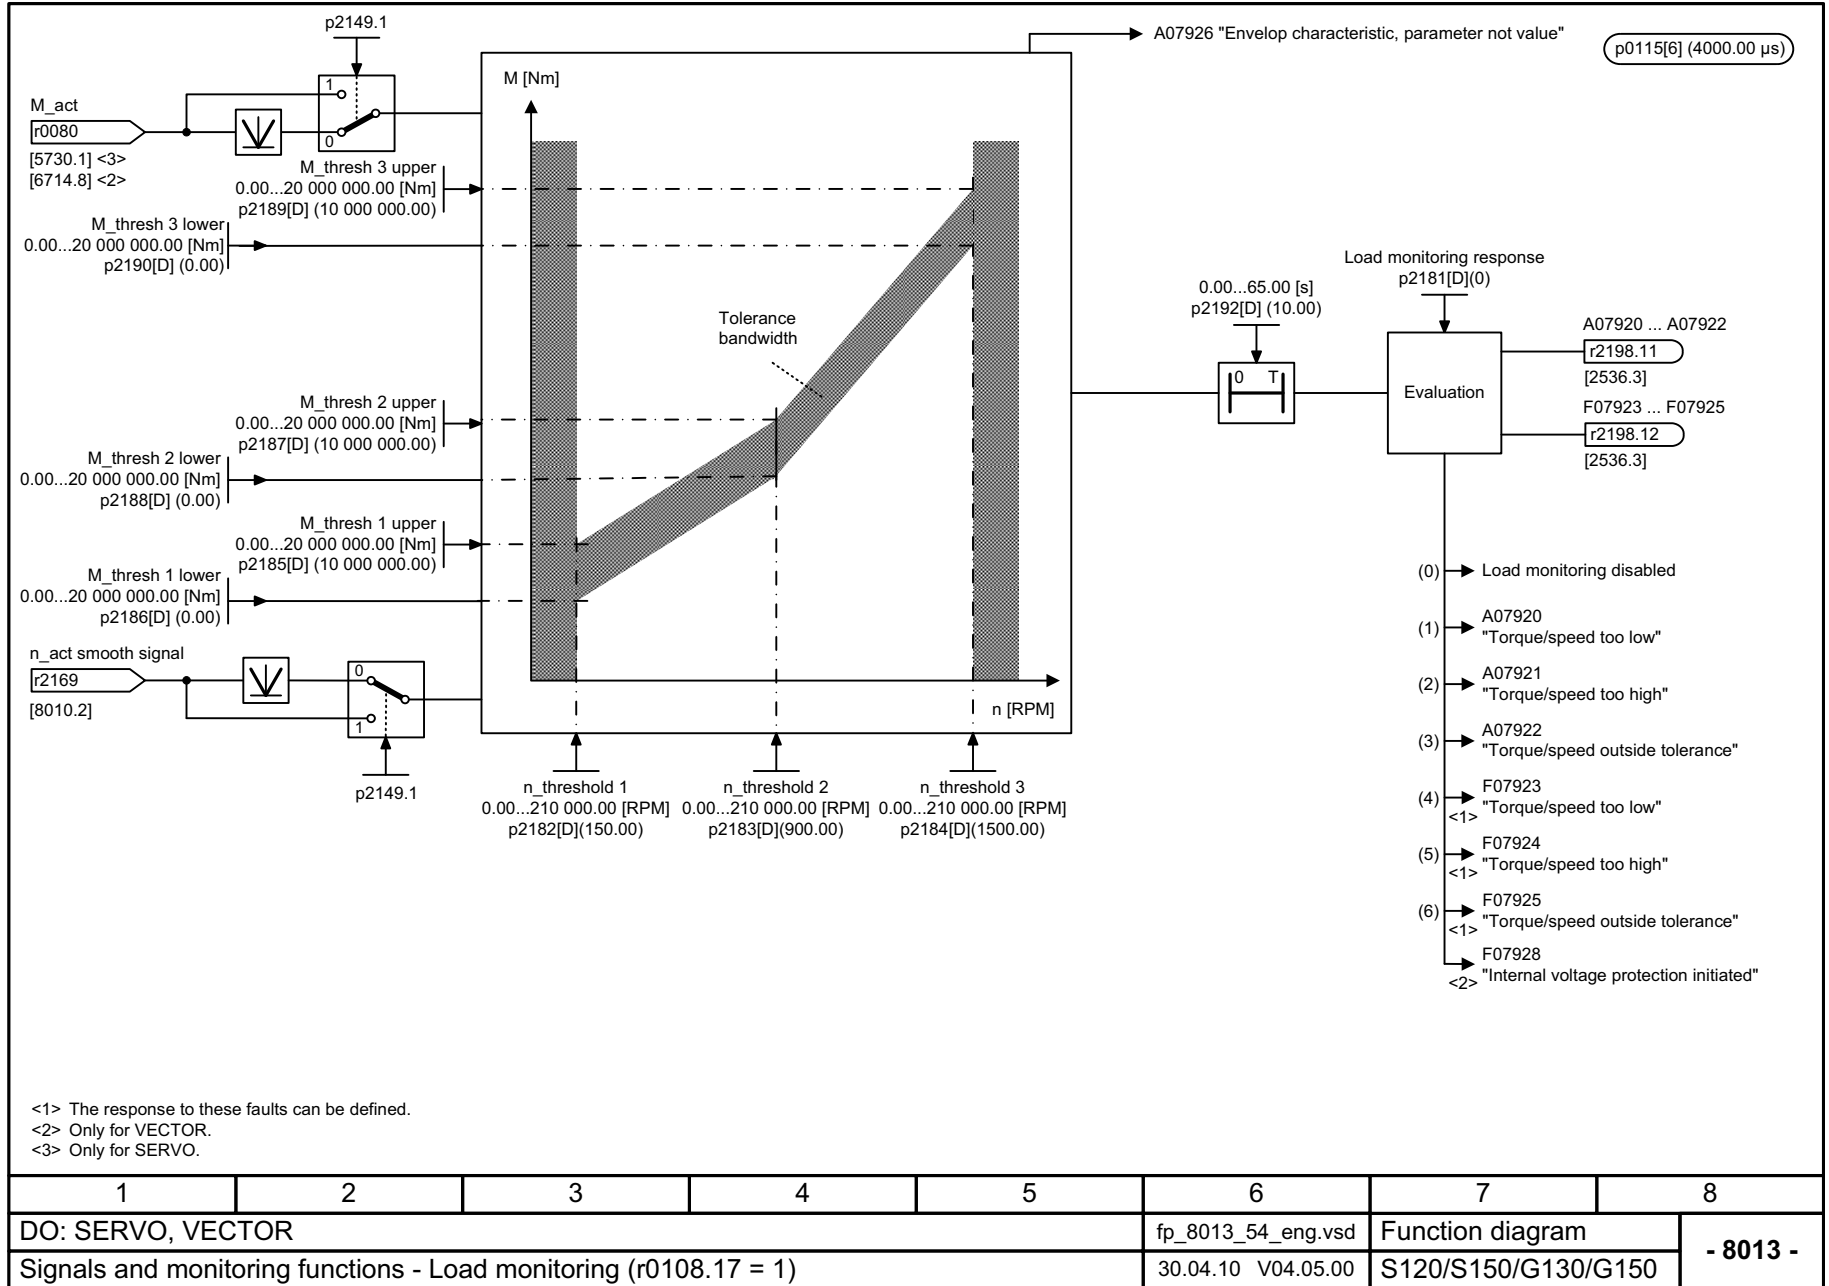 p2149.1
A07926 "Envelop characteristic, parameter not value"
p0115[6] (4000.00 µs)
M_act
r0080
[5730.1] <3>
[6714.8] <2>
1
0
M [Nm]
M_thresh 3 upper
0.00...20 000 000.00 [Nm]
p2189[D] (10 000 000.00)
M_thresh 3 lower
0.00...20 000 000.00 [Nm]
p2190[D] (0.00)
Tolerance
bandwidth
M_thresh 2 upper
0.00...20 000 000.00 [Nm]
p2187[D] (10 000 000.00)
M_thresh 2 lower
0.00...20 000 000.00 [Nm]
p2188[D] (0.00)
M_thresh 1 upper
0.00...20 000 000.00 [Nm]
p2185[D] (10 000 000.00)
M_thresh 1 lower
0.00...20 000 000.00 [Nm]
p2186[D] (0.00)
n_act smooth signal
r2169
[8010.2]
0
1
p2149.1
n [RPM]
n_threshold 1
0.00...210 000.00 [RPM]
p2182[D](150.00)
n_threshold 2
0.00...210 000.00 [RPM]
p2183[D](900.00)
n_threshold 3
0.00...210 000.00 [RPM]
p2184[D](1500.00)
0.00...65.00 [s]
p2192[D] (10.00)
0 T
Load monitoring response
p2181[D](0)
Evaluation
A07920 ... A07922
r2198.11
[2536.3]
F07923 ... F07925
r2198.12
[2536.3]
(0) Load monitoring disabled
(1) A07920
"Torque/speed too low"
(2) A07921
"Torque/speed too high"
(3) A07922
"Torque/speed outside tolerance"
(4) F07923
<1> "Torque/speed too low"
(5) F07924
<1> "Torque/speed too high"
(6) F07925
<1> "Torque/speed outside tolerance"
F07928
<2> "Internal voltage protection initiated"
<1> The response to these faults can be defined.
<2> Only for VECTOR.
<3> Only for SERVO.
1 2 3 4 5 6 7 8
DO: SERVO, VECTOR
fp_8013_54_eng.vsd
Function diagram
- 8013 -
Signals and monitoring functions - Load monitoring (r0108.17 = 1)
30.04.10 V04.05.00
S120/S150/G130/G150